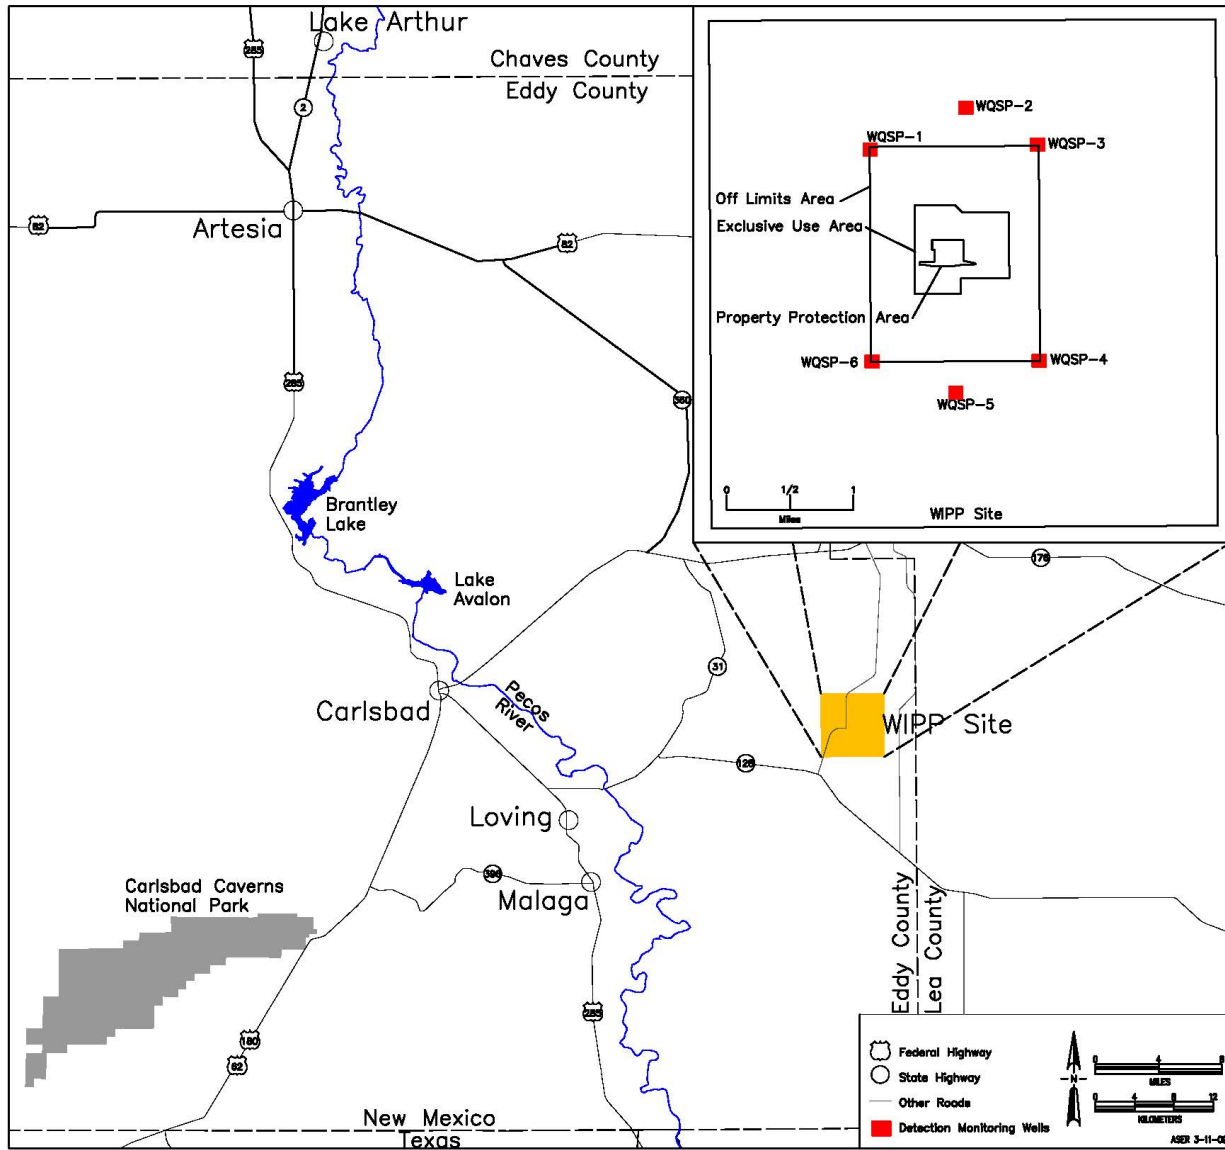 Lake Arthur
285
Chaves County
Eddy County
2
Artesia
82
82
285
360
Brantley
Lake
Lake
Avalon
176
31
Pecos
River
Carlsbad
WIPP Site
128
Loving
396
Malaga
Carlsbad Caverns
National Park
Eddy County
Lea County
285
180
62
New Mexico
Texas
WQSP-2
WQSP-1
WQSP-3
Off Limits Area
Exclusive Use Area
Property Protection Area
WQSP-6
WQSP-4
WQSP-5
0 1/2 1
Miles
WIPP Site
Federal Highway
State Highway
Other Roads
Detection Monitoring Wells
N
0 4 8
MILES
0 4 8 12
KILOMETERS